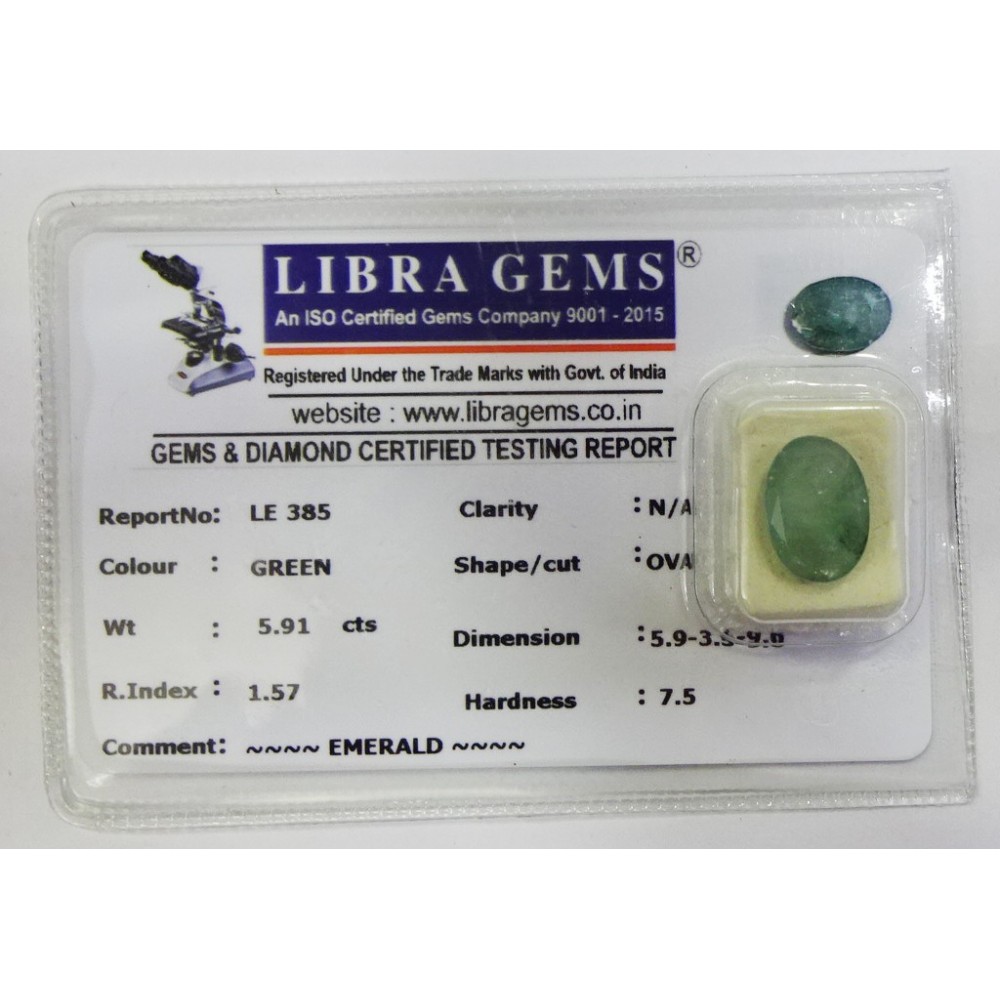 LIBRA GEMS ®
An ISO Certified Gems Company 9001 - 2015
Registered Under the Trade Marks with Govt. of India
website : www.libragems.co.in
GEMS & DIAMOND CERTIFIED TESTING REPORT
ReportNo: LE 385 Clarity : N/A
Colour : GREEN Shape/cut : OVA
Wt : 5.91 cts Dimension :
R.Index : 1.57 Hardness : 7.5
Comment: ~~~~ EMERALD ~~~~